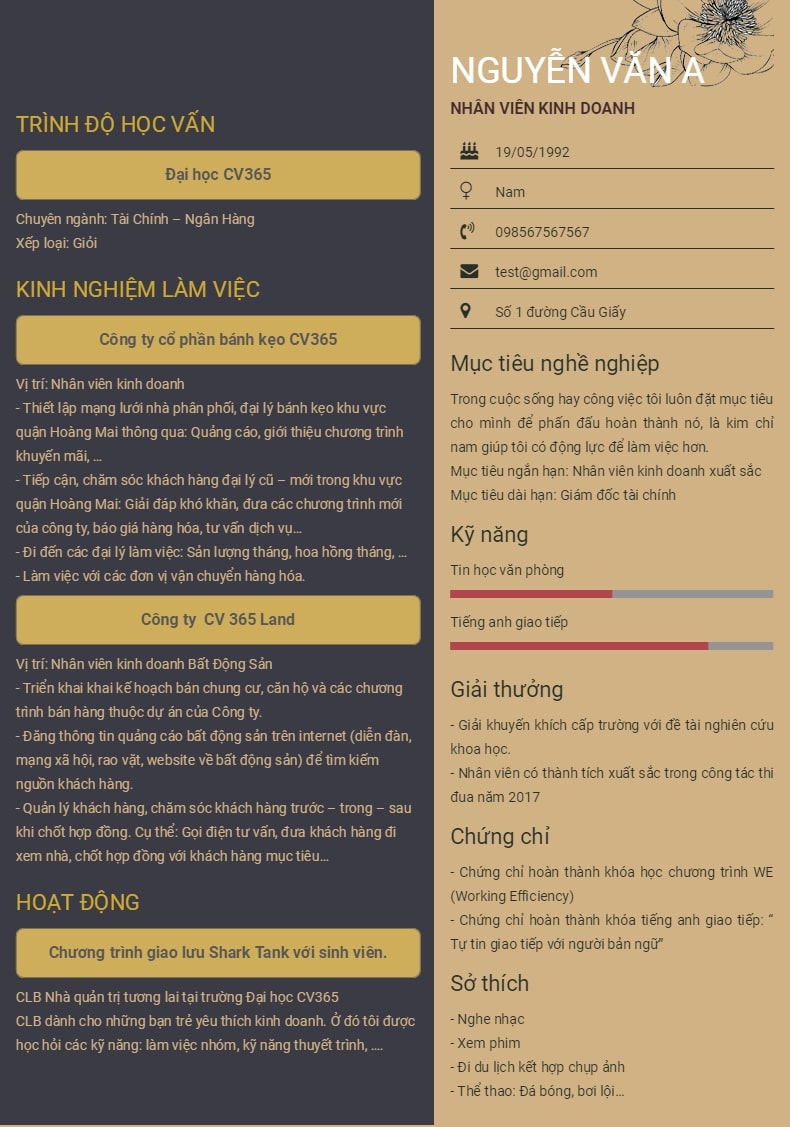 NGUYỄN VĂN A
NHÂN VIÊN KINH DOANH
19/05/1992
Nam
098567567567
test@gmail.com
Số 1 đường Cầu Giấy
Mục tiêu nghề nghiệp
Trong cuộc sống hay công việc tôi luôn đặt mục tiêu
cho mình để phấn đấu hoàn thành nó, là kim chỉ
nam giúp tôi có động lực để làm việc hơn.
Mục tiêu ngắn hạn: Nhân viên kinh doanh xuất sắc
Mục tiêu dài hạn: Giám đốc tài chính
Kỹ năng
Tin học văn phòng
Tiếng anh giao tiếp
Giải thưởng
- Giải khuyến khích cấp trường với đề tài nghiên cứu
khoa học.
- Nhân viên có thành tích xuất sắc trong công tác thi
đua năm 2017
Chứng chỉ
- Chứng chỉ hoàn thành khóa học chương trình WE
(Working Efficiency)
- Chứng chỉ hoàn thành khóa tiếng anh giao tiếp: “
Tự tin giao tiếp với người bản ngữ”
Sở thích
- Nghe nhạc
- Xem phim
- Đi du lịch kết hợp chụp ảnh
- Thể thao: Đá bóng, bơi lội…
TRÌNH ĐỘ HỌC VẤN
Đại học CV365
Chuyên ngành: Tài Chính – Ngân Hàng
Xếp loại: Giỏi
KINH NGHIỆM LÀM VIỆC
Công ty cổ phần bánh kẹo CV365
Vị trí: Nhân viên kinh doanh
- Thiết lập mạng lưới nhà phân phối, đại lý bánh kẹo khu vực
quận Hoàng Mai thông qua: Quảng cáo, giới thiệu chương trình
khuyến mãi, …
- Tiếp cận, chăm sóc khách hàng đại lý cũ – mới trong khu vực
quận Hoàng Mai: Giải đáp khó khăn, đưa các chương trình mới
của công ty, báo giá hàng hóa, tư vấn dịch vụ…
- Đi đến các đại lý làm việc: Sản lượng tháng, hoa hồng tháng, …
- Làm việc với các đơn vị vận chuyển hàng hóa.
Công ty CV 365 Land
Vị trí: Nhân viên kinh doanh Bất Động Sản
- Triển khai khai kế hoạch bán chung cư, căn hộ và các chương
trình bán hàng thuộc dự án của Công ty.
- Đăng thông tin quảng cáo bất động sản trên internet (diễn đàn,
mạng xã hội, rao vặt, website về bất động sản) để tìm kiếm
nguồn khách hàng.
- Quản lý khách hàng, chăm sóc khách hàng trước – trong – sau
khi chốt hợp đồng. Cụ thể: Gọi điện tư vấn, đưa khách hàng đi
xem nhà, chốt hợp đồng với khách hàng mục tiêu…
HOẠT ĐỘNG
Chương trình giao lưu Shark Tank với sinh viên.
CLB Nhà quản trị tương lai tại trường Đại học CV365
CLB dành cho những bạn trẻ yêu thích kinh doanh. Ở đó tôi được
học hỏi các kỹ năng: làm việc nhóm, kỹ năng thuyết trình, ….